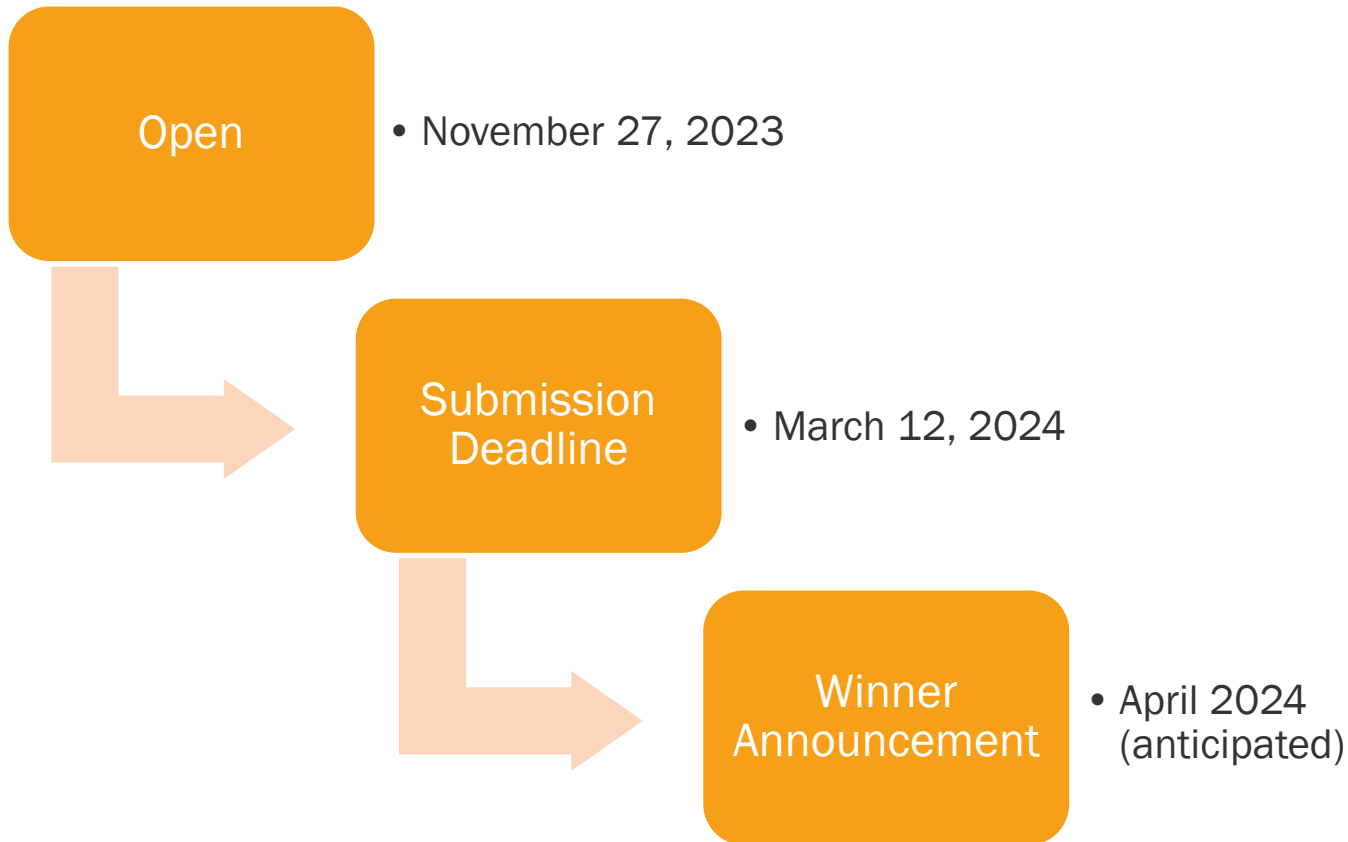 Open
• November 27, 2023
Submission
Deadline
• March 12, 2024
Winner
Announcement
• April 2024
(anticipated)